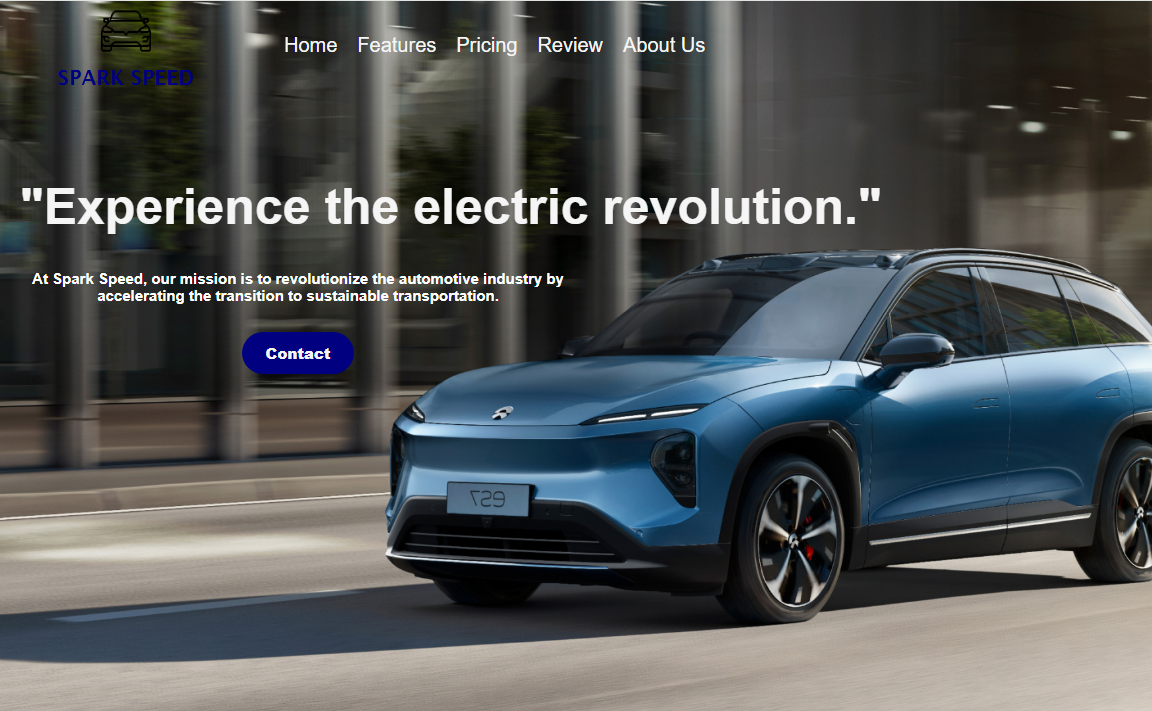 SPARK SPEED
Home Features Pricing Review About Us
"Experience the electric revolution."
At Spark Speed, our mission is to revolutionize the automotive industry by
accelerating the transition to sustainable transportation.
Contact
ES7